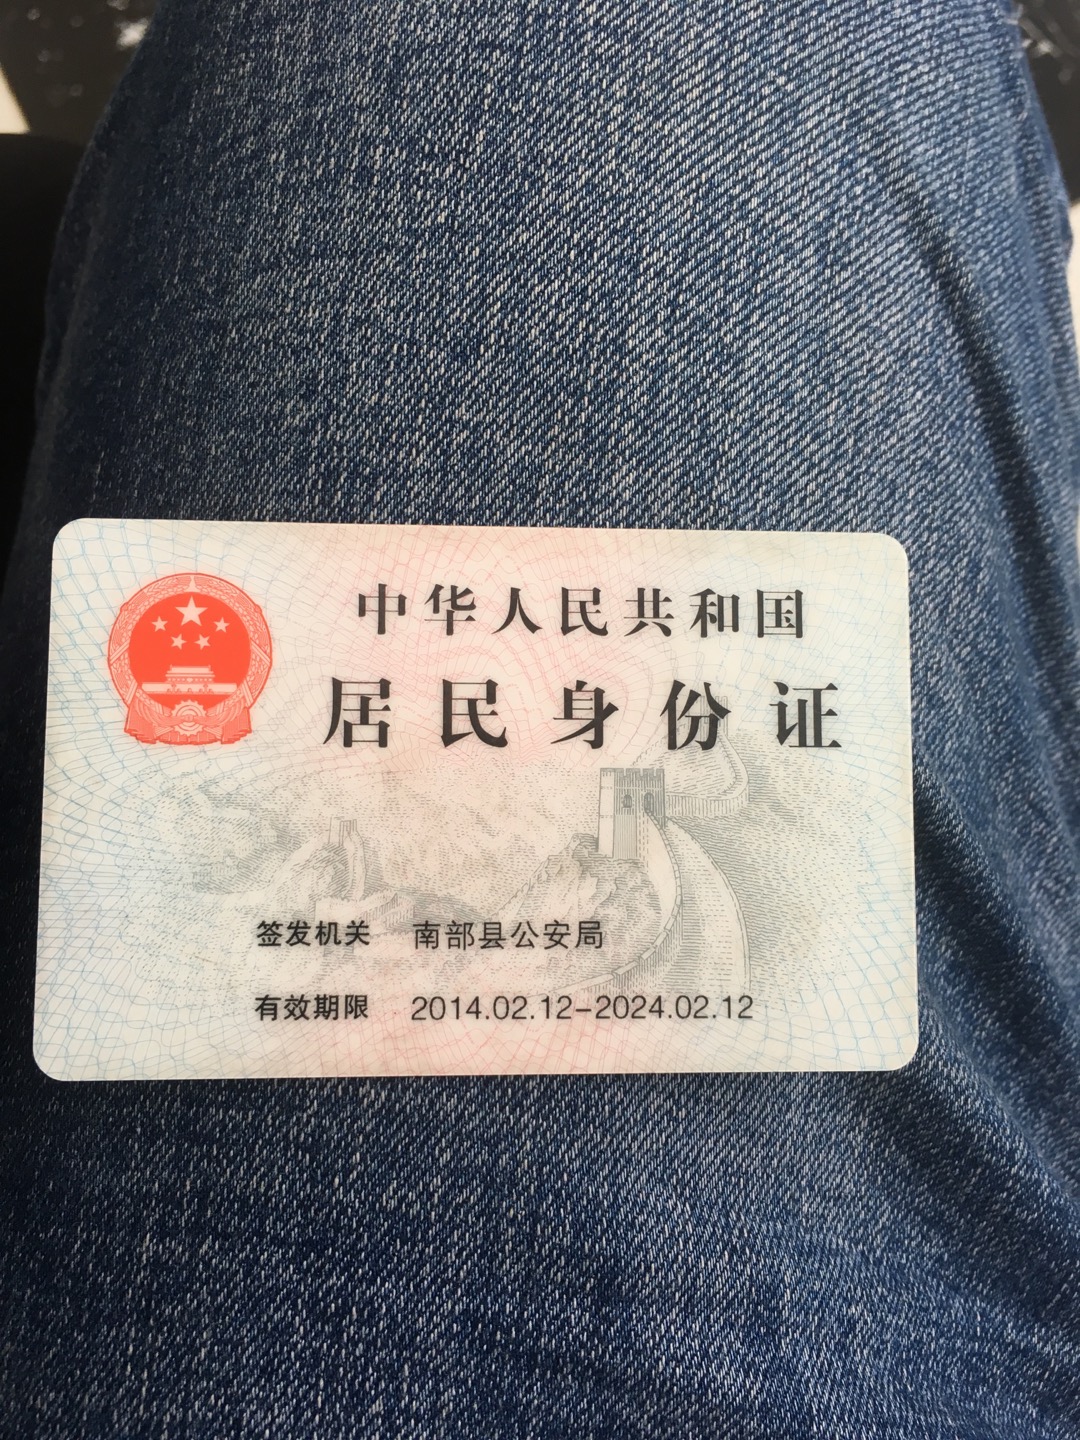 中华人民共和国
居民身份证
签发机关 南部县公安局
有效期限 2014.02.12-2024.02.12